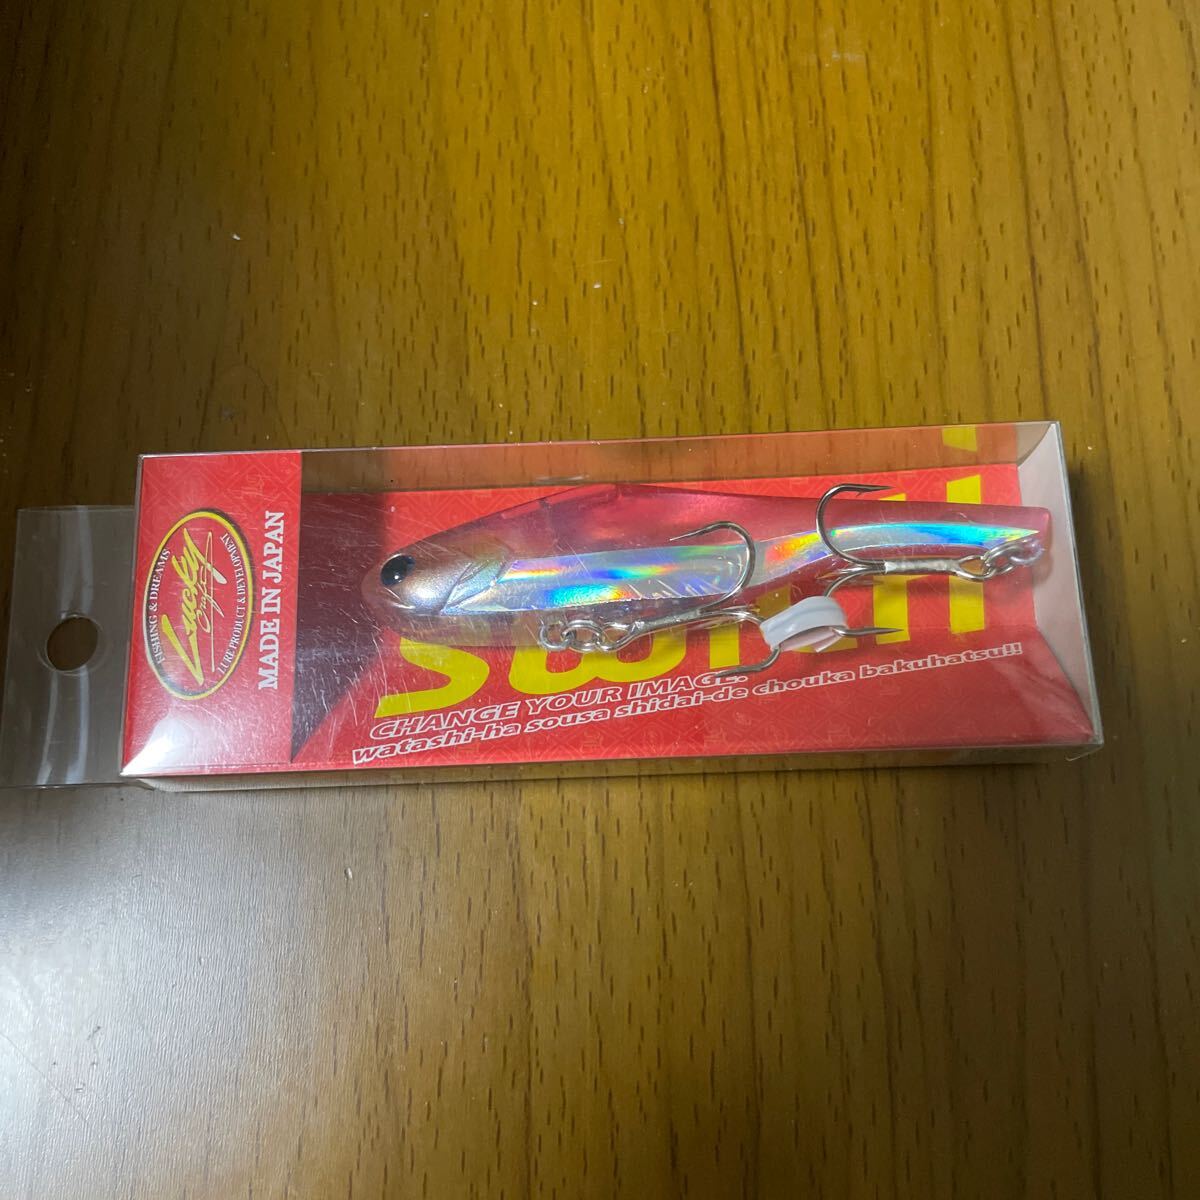 FISHING & DREAMS
Lucky
Craft
LURE PRODUCT & DEVELOPMENT
MADE IN JAPAN
CHANGE YOUR IMAGE.
watashi-ha sousa shidai-de chouka bakuhatsu!!